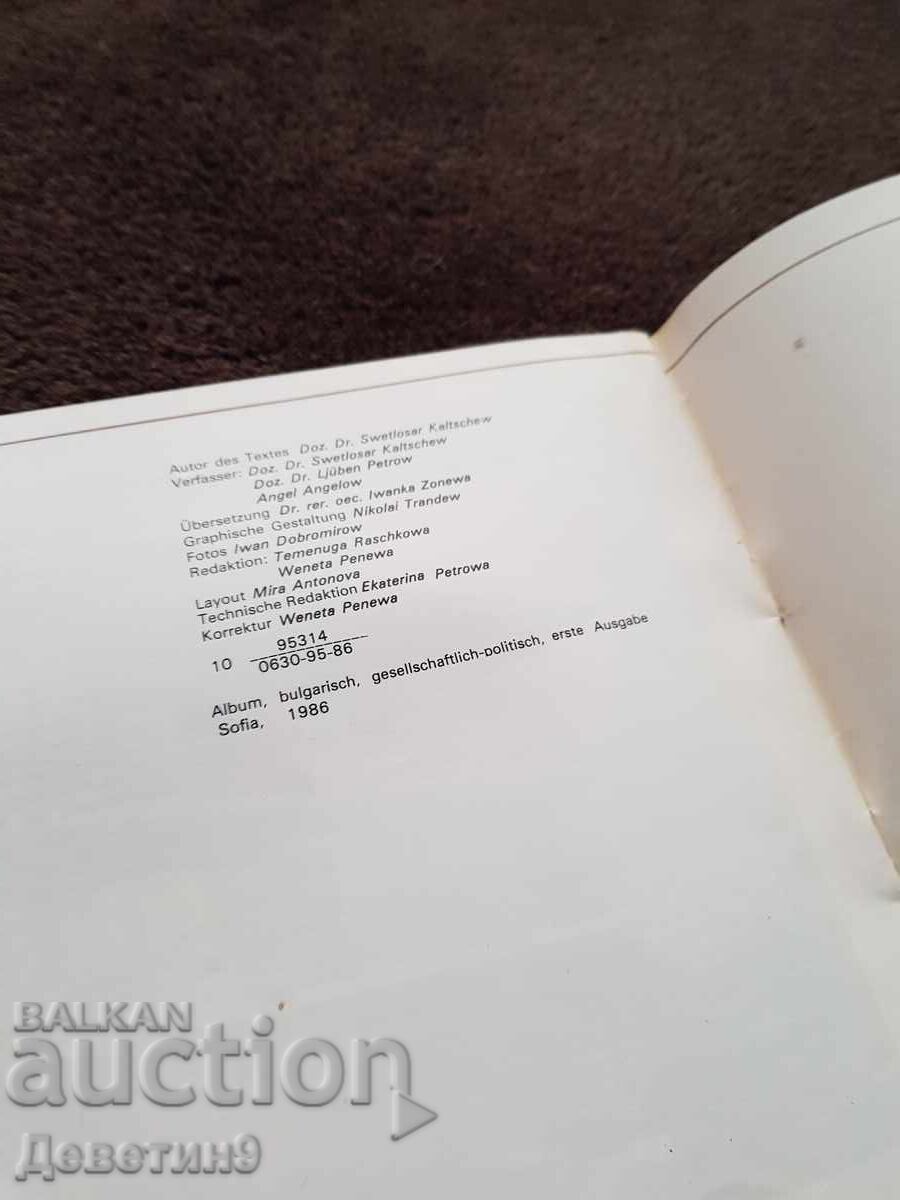 Autor des Textes Doz. Dr. Swetlosar Kaltschew
Verfasser: Doz. Dr. Swetlosar Kaltschew
Doz. Dr. Ljüben Petrow
Angel Angelow
Übersetzung Dr. rer. oec. Iwanka Zonewa
Graphische Gestaltung Nikolai Trandew
Fotos Iwan Dobromirow
Redaktion: Temenuga Raschkowa
Weneta Penewa
Layout Mira Antonova
Technische Redaktion Ekaterina Petrowa
Korrektur Weneta Penewa
95314
10
0630-95-86
Album, bulgarisch, gesellschaftlich-politisch, erste Ausgabe
Sofia, 1986
BALKAN
auction
Деветин9